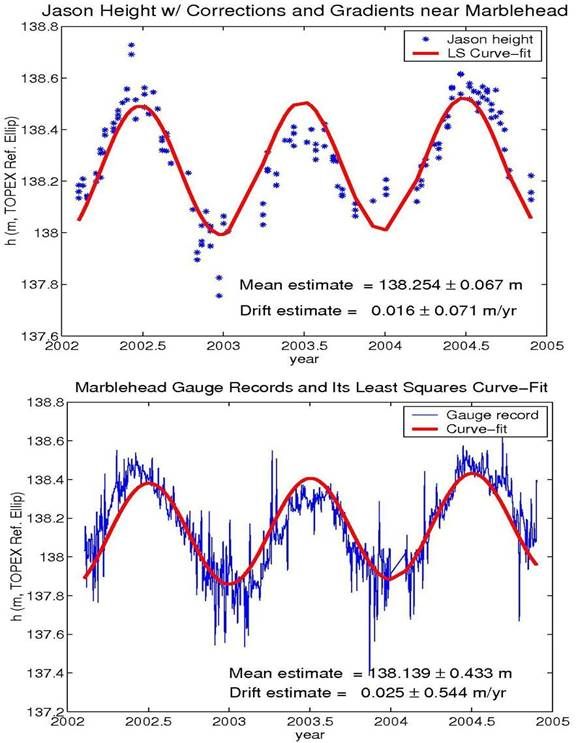 Jason Height w/ Corrections and Gradients near Marblehead
138.8
Jason height
LS Curve-fit
138.6
138.4
138.2
138
137.8
137.6
h (m, TOPEX Ref. Ellip)
Mean estimate = 138.254 ± 0.067 m
Drift estimate = 0.016 ± 0.071 m/yr
2002 2002.5 2003 2003.5 2004 2004.5 2005
year
Marblehead Gauge Records and Its Least Squares Curve-Fit
138.8
Gauge record
Curve-fit
138.6
138.4
138.2
138
137.8
137.6
137.4
137.2
h (m, TOPEX Ref. Ellip)
Mean estimate = 138.139 ± 0.433 m
Drift estimate = 0.025 ± 0.544 m/yr
2002 2002.5 2003 2003.5 2004 2004.5 2005
year